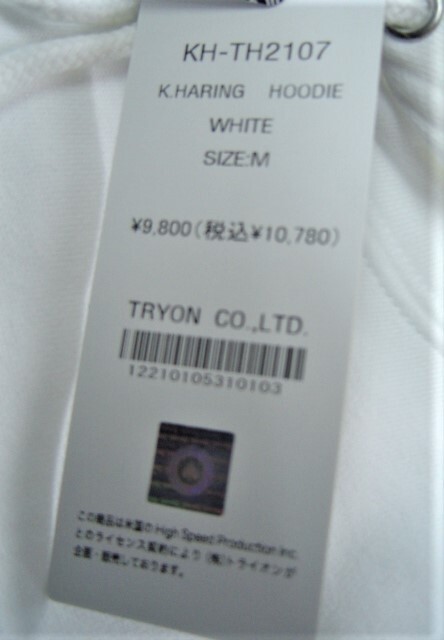 KH-TH2107
K.HARING HOODIE
WHITE
SIZE:M
¥9,800(税込¥10,780)
TRYON CO.,LTD.
12210105310103
この商品は米国のHigh Speed Production Inc.
とのライセンス契約により(株)トライオンが
企画・販売しております。